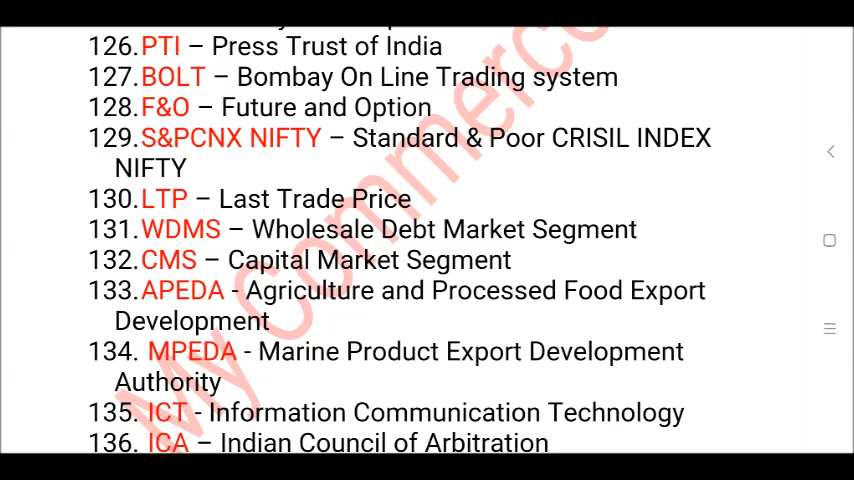 126. PTI – Press Trust of India
127. BOLT – Bombay On Line Trading system
128. F&O – Future and Option
129. S&PCNX NIFTY – Standard & Poor CRISIL INDEX
NIFTY
130. LTP – Last Trade Price
131. WDMS – Wholesale Debt Market Segment
132. CMS – Capital Market Segment
133. APEDA - Agriculture and Processed Food Export
Development
134. MPEDA - Marine Product Export Development
Authority
135. ICT - Information Communication Technology
136. ICA – Indian Council of Arbitration
My Commerce